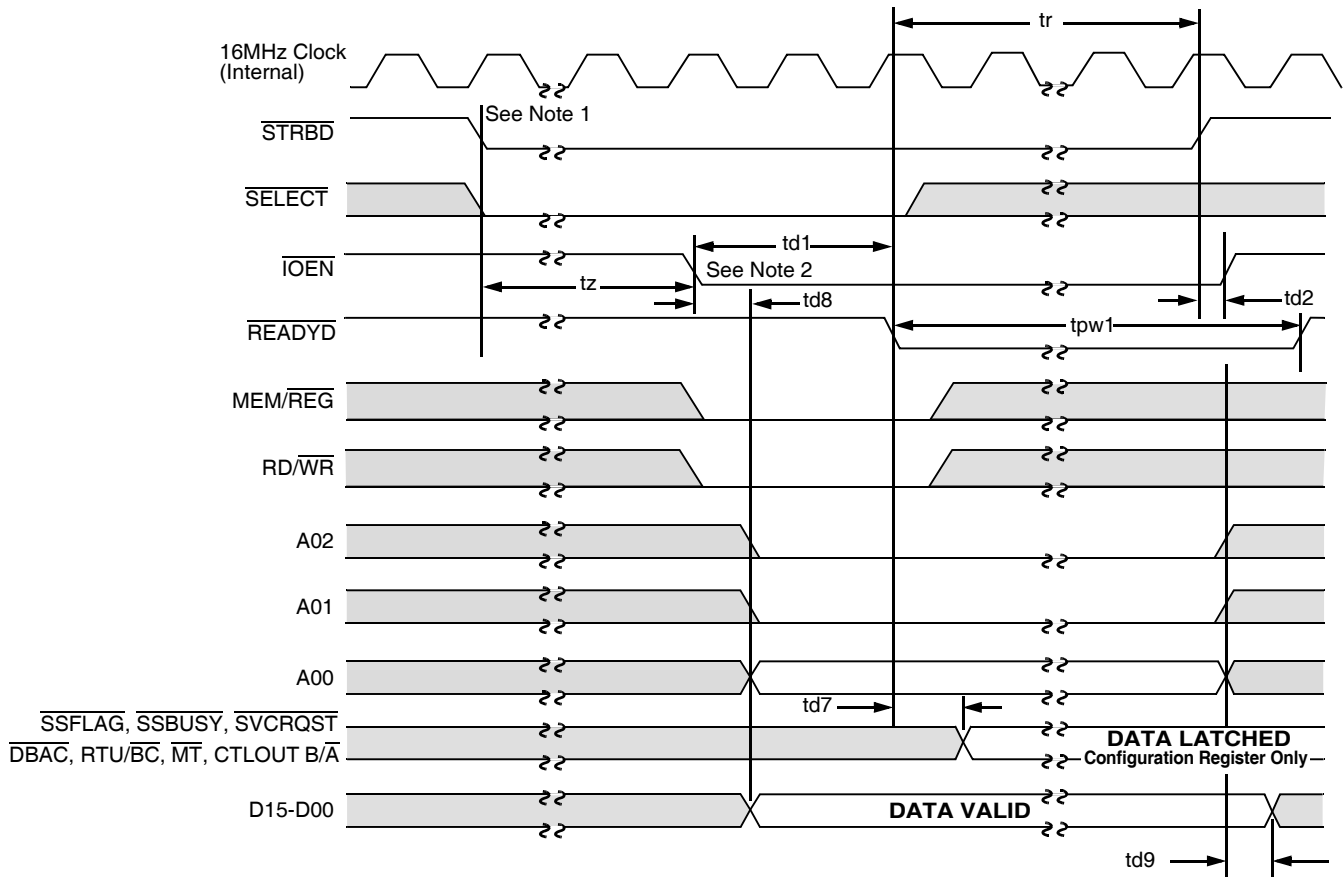 tr
16MHz Clock
(Internal)
See Note 1
STRBD
SELECT
td1
IOEN
See Note 2
tz
td8
td2
READYD
tpw1
MEM/REG
RD/WR
A02
A01
A00
td7
SSFLAG, SSBUSY, SVCRQST
DBAC, RTU/BC, MT, CTLOUT B/A
DATA LATCHED
Configuration Register Only
D15-D00
DATA VALID
td9